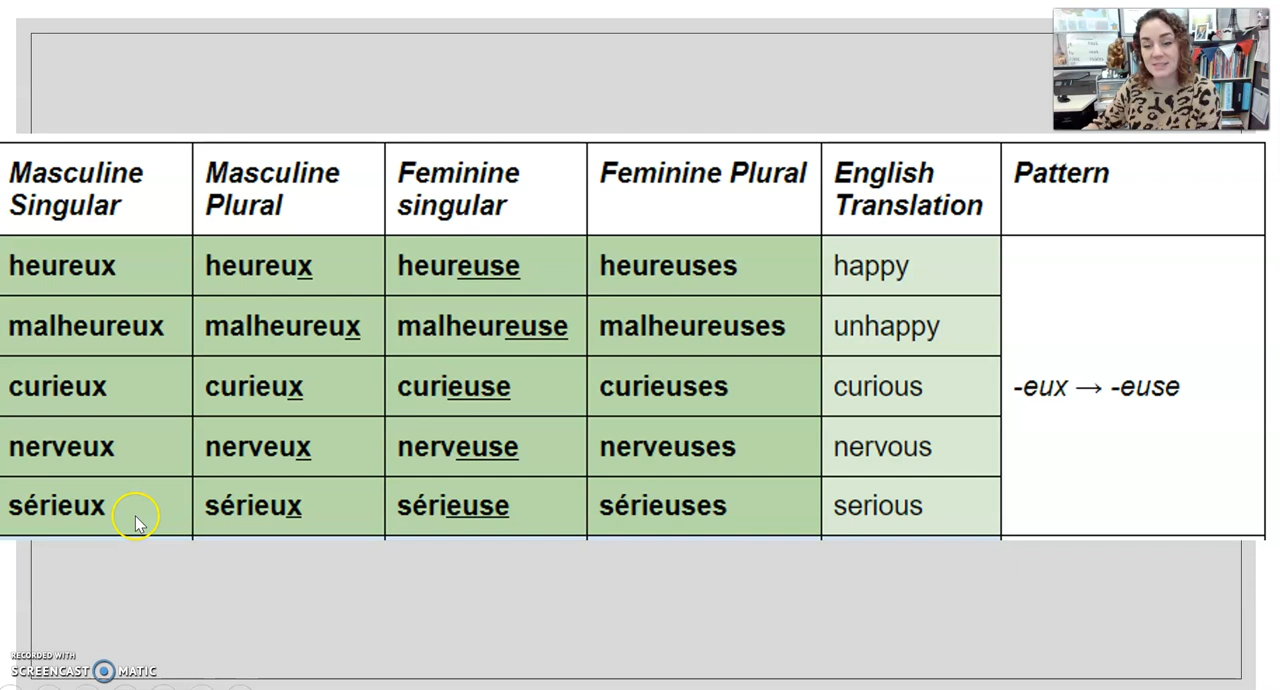 Masculine Singular Masculine Plural Feminine singular Feminine Plural English Translation Pattern
heureux heureux heureuse heureuses happy
malheureux malheureux malheureuse malheureuses unhappy
curieux curieux curieuse curieuses curious -eux → -euse
nerveux nerveux nerveuse nerveuses nervous
sérieux sérieux sérieuse sérieuses serious
RECORDED WITH
SCREENCAST MATIC